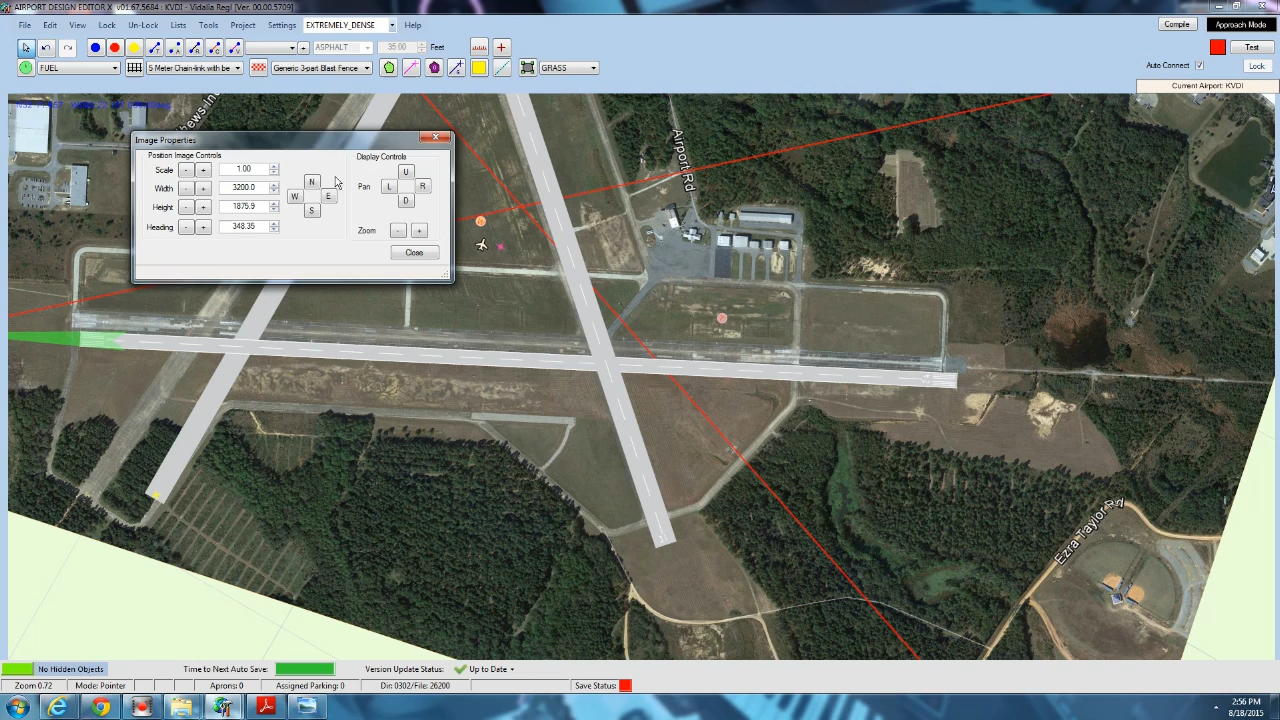 AIRPORT DESIGN EDITOR X v01.67.5684 : KVDI - Vidalia Regl [Ver. 00.00.5709]
File Edit View Lock Un-Lock Lists Tools Project Settings EXTREMELY_DENSE Help
Compile Approach Mode
ASPHALT 35.00 Feet
Test
FUEL 5 Meter Chain-link with be Generic 3-part Blast Fence GRASS
Auto Connect Lock
Current Airport: KVDI
Airport Rd
Image Properties
Position Image Controls Display Controls
Scale - + 1.00 N U
Width - + 3200.0 W E Pan L R
Height - + 1875.9 S D
Heading - + 348.35 Zoom - +
Close
Ezra Taylor Rd
No Hidden Objects Time to Next Auto Save: Version Update Status: Up to Date
Zoom 0.72 Mode: Pointer Aprons: 0 Assigned Parking: 0 Dir: 0302/File: 26200 Save Status:
2:56 PM
8/18/2015